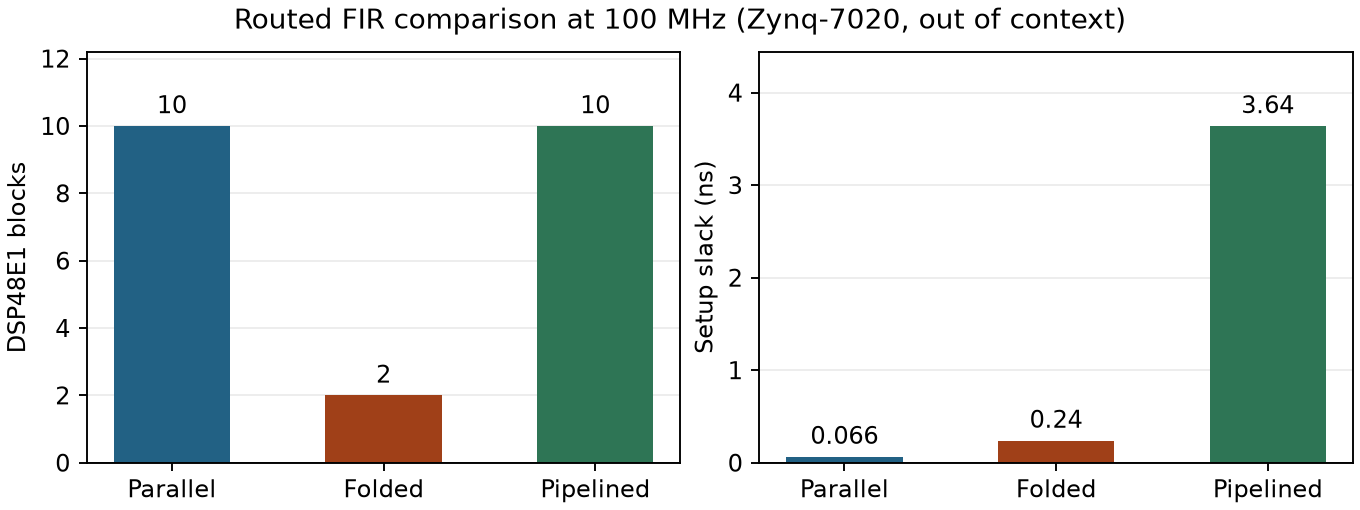 Routed FIR comparison at 100 MHz (Zynq-7020, out of context)
DSP48E1 blocks
12
10
8
6
4
2
0
10
2
10
Parallel
Folded
Pipelined
Setup slack (ns)
4
3
2
1
0
0.066
0.24
3.64
Parallel
Folded
Pipelined